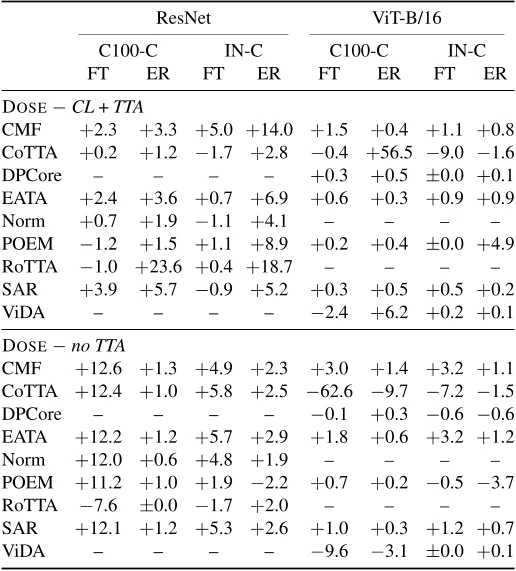 ResNet ViT-B/16
C100-C IN-C C100-C IN-C
FT ER FT ER FT ER FT ER
DOSE − CL + TTA
CMF +2.3 +3.3 +5.0 +14.0 +1.5 +0.4 +1.1 +0.8
CoTTA +0.2 +1.2 −1.7 +2.8 −0.4 +56.5 −9.0 −1.6
DPCore – – – – +0.3 +0.5 ±0.0 +0.1
EATA +2.4 +3.6 +0.7 +6.9 +0.6 +0.3 +0.9 +0.9
Norm +0.7 +1.9 −1.1 +4.1 – – – –
POEM −1.2 +1.5 +1.1 +8.9 +0.2 +0.4 ±0.0 +4.9
RoTTA −1.0 +23.6 +0.4 +18.7 – – – –
SAR +3.9 +5.7 −0.9 +5.2 +0.3 +0.5 +0.5 +0.2
ViDA – – – – −2.4 +6.2 +0.2 +0.1
DOSE − no TTA
CMF +12.6 +1.3 +4.9 +2.3 +3.0 +1.4 +3.2 +1.1
CoTTA +12.4 +1.0 +5.8 +2.5 −62.6 −9.7 −7.2 −1.5
DPCore – – – – −0.1 +0.3 −0.6 −0.6
EATA +12.2 +1.2 +5.7 +2.9 +1.8 +0.6 +3.2 +1.2
Norm +12.0 +0.6 +4.8 +1.9 – – – –
POEM +11.2 +1.0 +1.9 −2.2 +0.7 +0.2 −0.5 −3.7
RoTTA −7.6 ±0.0 −1.7 +2.0 – – – –
SAR +12.1 +1.2 +5.3 +2.6 +1.0 +0.3 +1.2 +0.7
ViDA – – – – −9.6 −3.1 ±0.0 +0.1